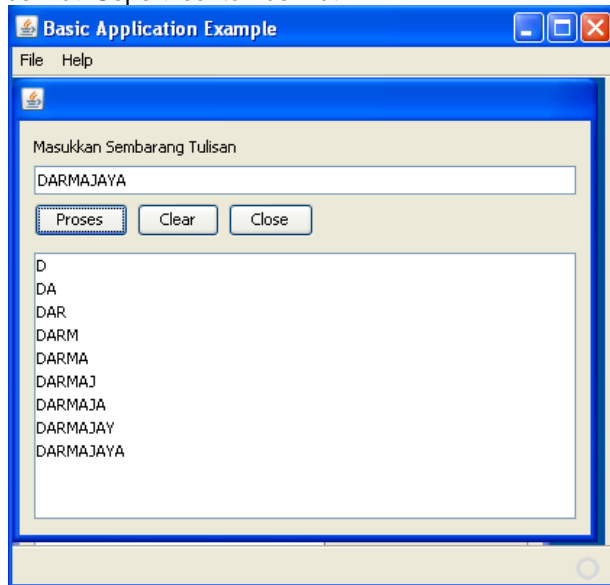 Basic Application Example
File Help
Masukkan Sembarang Tulisan
DARMAJAYA
Proses Clear Close
D
DA
DAR
DARM
DARMA
DARMAJ
DARMAJA
DARMAJAY
DARMAJAYA